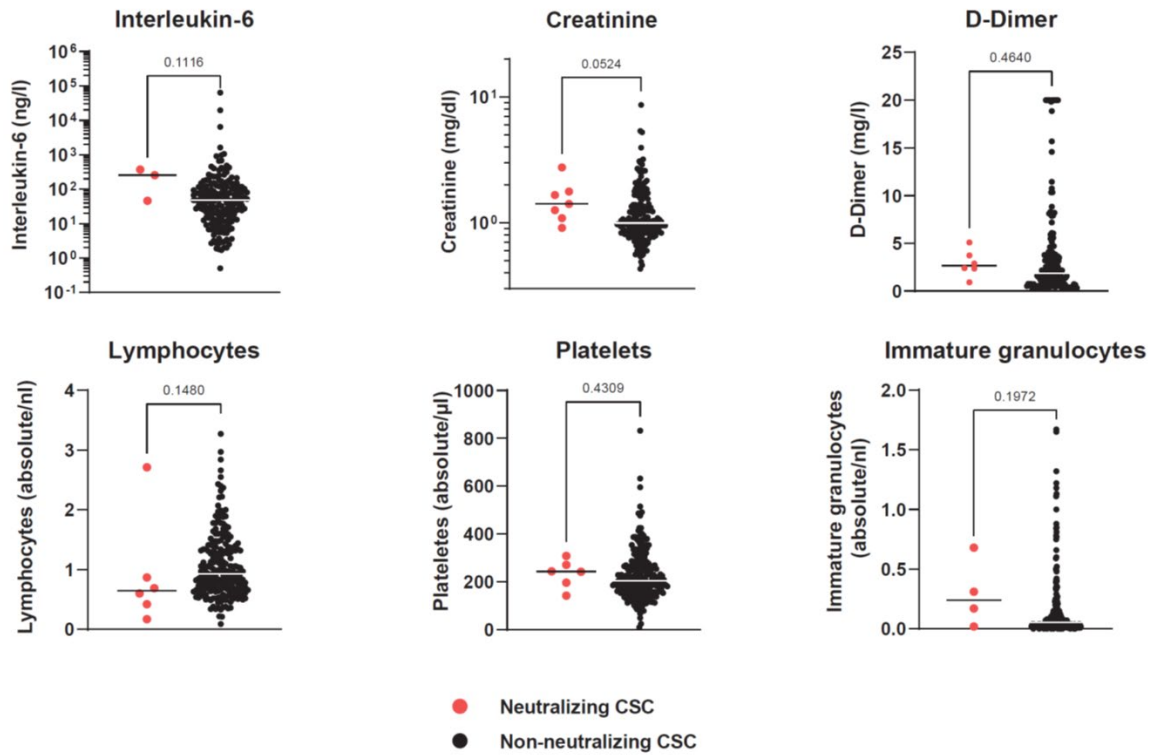 Interleukin-6
Creatinine
D-Dimer
0.1116
0.0524
0.4640
Interleukin-6 (ng/l)
10⁶
10⁵
10⁴
10³
10²
10¹
10⁰
10⁻¹
Creatinine (mg/dl)
10¹
10⁰
D-Dimer (mg/l)
25
20
15
10
5
0
Lymphocytes
Platelets
Immature granulocytes
0.1480
0.4309
0.1972
Lymphocytes (absolute/nl)
4
3
2
1
0
Plateletes (absolute/µl)
1000
800
600
400
200
0
Immature granulocytes
(absolute/nl)
2.0
1.5
1.0
0.5
0.0
Neutralizing CSC
Non-neutralizing CSC